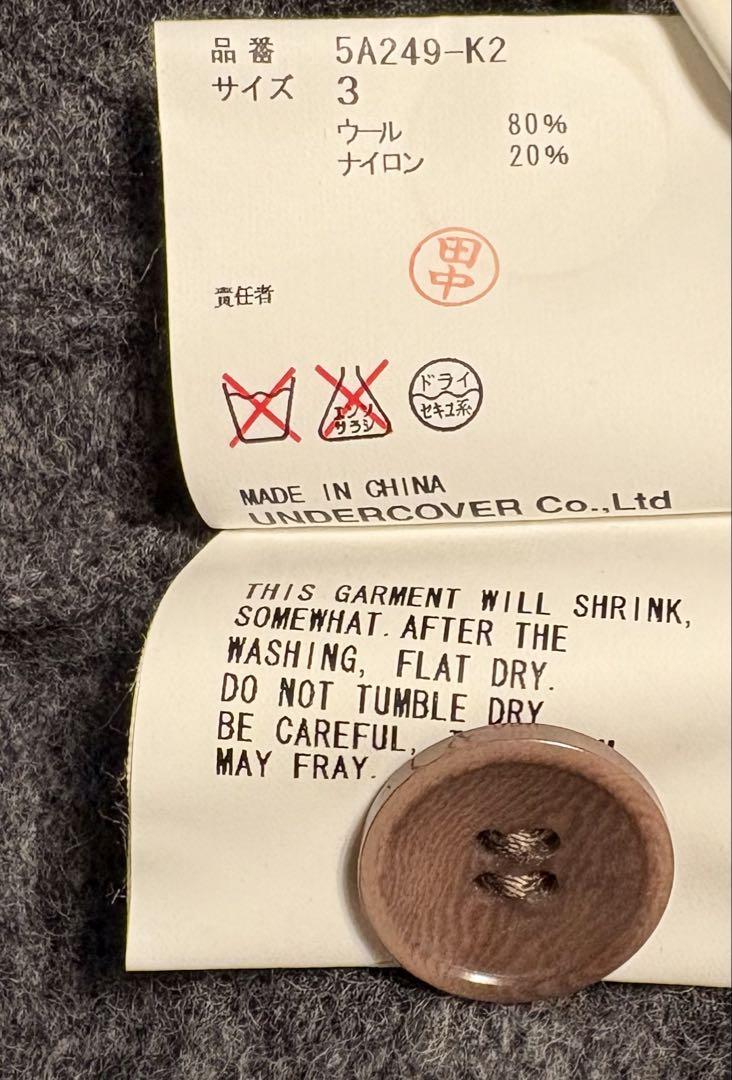 品番 5A249-K2
サイズ 3
ウール 80%
ナイロン 20%
田中
責任者
エンソサラシ
ドライ
セキユ系
MADE IN CHINA
UNDERCOVER Co.,Ltd
THIS GARMENT WILL SHRINK,
SOMEWHAT. AFTER THE
WASHING, FLAT DRY.
DO NOT TUMBLE DRY
BE CAREFUL,
MAY FRAY.